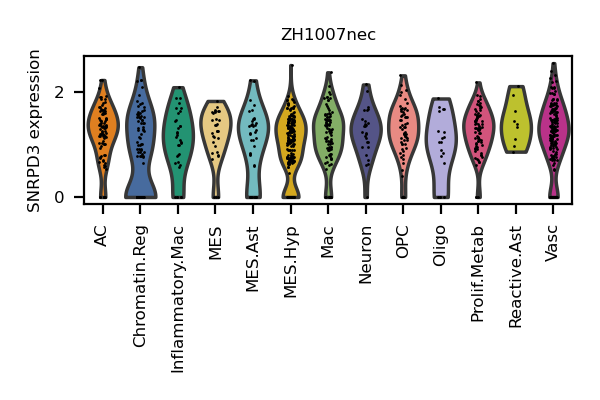 ZH1007nec
SNRPD3 expression
2
0
AC
Chromatin.Reg
Inflammatory.Mac
MES
MES.Ast
MES.Hyp
Mac
Neuron
OPC
Oligo
Prolif.Metab
Reactive.Ast
Vasc